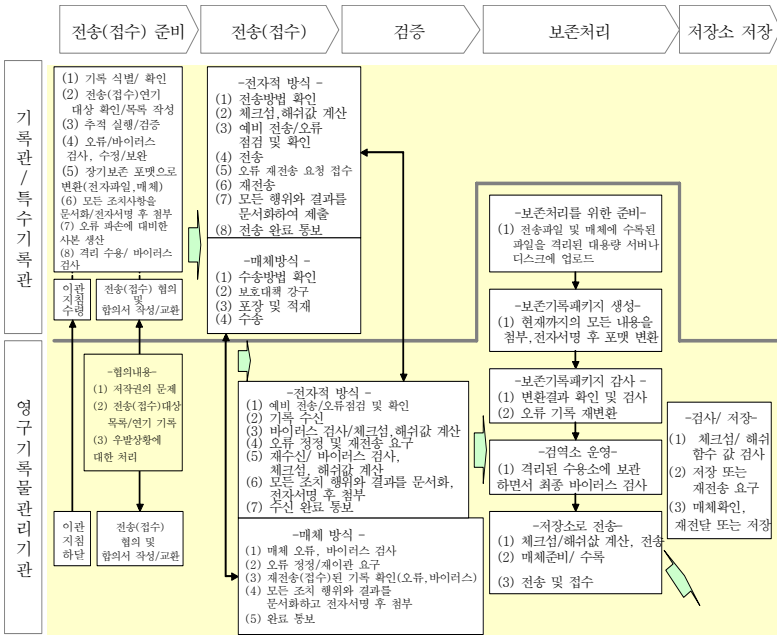 전송(접수) 준비
전송(접수)
검증
보존처리
저장소 저장
기록관/특수기록관
(1) 기록 식별/ 확인
(2) 전송(접수)연기
대상 확인/목록 작성
(3) 추적 실행/검증
(4) 오류/바이러스
검사, 수정/보완
(5) 장기보존 포맷으로
변환(전자파일,매체)
(6) 모든 조치사항을
문서화/전자서명 후 첨부
(7) 오류 파손에 대비한
사본 생산
(8) 격리 수용/ 바이러스
검사
이관
지침
수령
전송(접수) 협의
및
합의서 작성/교환
-전자적 방식 -
(1) 전송방법 확인
(2) 체크섬,해쉬값 계산
(3) 예비 전송/오류
점검 및 확인
(4) 전송
(5) 오류 재전송 요청 접수
(6) 재전송
(7) 모든 행위와 결과를
문서화하여 제출
(8) 전송 완료 통보
-매체방식 -
(1) 수송방법 확인
(2) 보호대책 강구
(3) 포장 및 적재
(4) 수송
-보존처리를 위한 준비-
(1) 전송파일 및 매체에 수록된
파일을 격리된 대용량 서버나
디스크에 업로드
-보존기록패키지 생성-
(1) 현재까지의 모든 내용을
첨부,전자서명 후 포맷 변환
영구기록물관리기관
-협의내용-
(1) 저작권의 문제
(2) 전송(접수)대상
목록/연기 기록
(3) 우발상황에
대한 처리
이관
지침
하달
전송(접수)
협의 및
합의서 작성/교환
-전자적 방식 -
(1) 예비 전송/오류점검 및 확인
(2) 기록 수신
(3) 바이러스 검사/체크섬,해쉬값 계산
(4) 오류 정정 및 재전송 요구
(5) 재수신/ 바이러스 검사,
체크섬, 해쉬값 계산
(6) 모든 조치 행위와 결과를 문서화,
전자서명 후 첨부
(7) 수신 완료 통보
-매체 방식 -
(1) 매체 오류, 바이러스 검사
(2) 오류 정정/재이관 요구
(3) 재전송(접수)된 기록 확인(오류,바이러스)
(4) 모든 조치 행위와 결과를
문서화하고 전자서명 후 첨부
(5) 완료 통보
-보존기록패키지 감사-
(1) 변환결과 확인 및 검사
(2) 오류 기록 재변환
-검역소 운영-
(1) 격리된 수용소에 보관
하면서 최종 바이러스 검사
-저장소로 전송-
(1) 체크섬/해쉬값 계산, 전송
(2) 매체준비/ 수록
(3) 전송 및 접수
-검사/ 저장-
(1) 체크섬/ 해쉬
함수 값 검사
(2) 저장 또는
재전송 요구
(3) 매체확인,
재전달 또는 저장